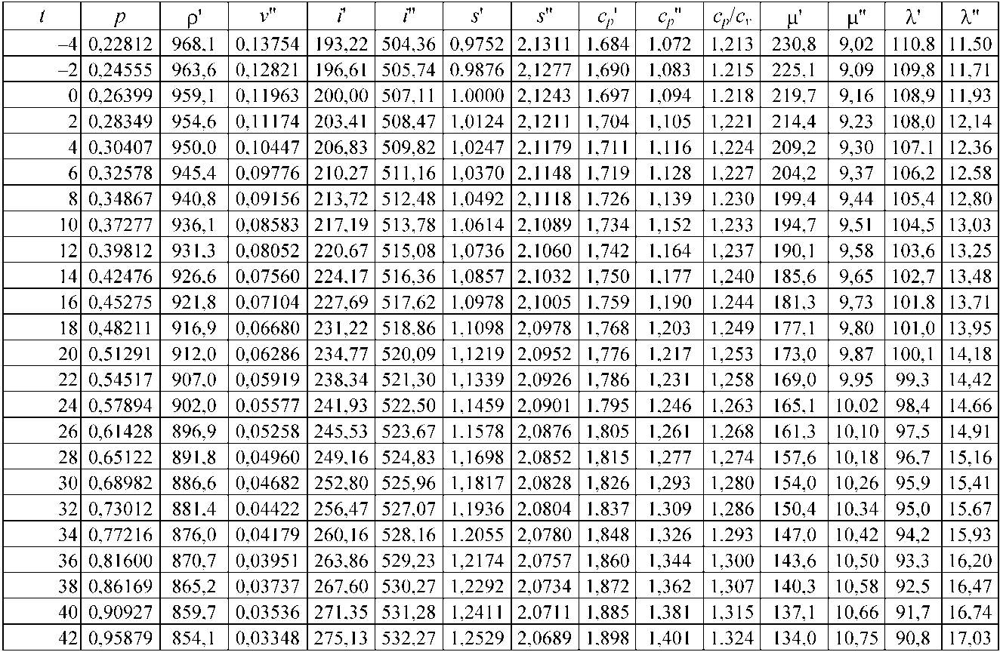 t p ρ' v" i' i" s' s" cp' cp" cp/cv μ' μ" λ' λ"
–4 0,22812 968,1 0,13754 193,22 504,36 0,9752 2,1311 1,684 1,072 1,213 230,8 9,02 110,8 11,50
–2 0,24555 963,6 0,12821 196,61 505,74 0.9876 2,1277 1,690 1,083 1.215 225,1 9,09 109,8 11,71
0 0,26399 959,1 0,11963 200,00 507,11 1.0000 2,1243 1,697 1,094 1.218 219,7 9,16 108,9 11,93
2 0,28349 954,6 0,11174 203,41 508,47 1,0124 2,1211 1,704 1,105 1,221 214,4 9,23 108,0 12,14
4 0,30407 950,0 0,10447 206,83 509,82 1,0247 2,1179 1,711 1,116 1,224 209,2 9,30 107,1 12,36
6 0,32578 945,4 0,09776 210,27 511,16 1,0370 2,1148 1,719 1,128 1,227 204,2 9,37 106,2 12,58
8 0,34867 940,8 0,09156 213,72 512,48 1,0492 2,1118 1,726 1,139 1,230 199,4 9,44 105,4 12,80
10 0,37277 936,1 0,08583 217,19 513,78 1,0614 2,1089 1,734 1,152 1,233 194,7 9,51 104,5 13,03
12 0,39812 931,3 0,08052 220,67 515,08 1,0736 2,1060 1,742 1,164 1,237 190,1 9,58 103,6 13,25
14 0,42476 926,6 0,07560 224,17 516,36 1,0857 2,1032 1,750 1,177 1,240 185,6 9,65 102,7 13,48
16 0,45275 921,8 0,07104 227,69 517,62 1,0978 2,1005 1,759 1,190 1,244 181,3 9,73 101,8 13,71
18 0,48211 916,9 0,06680 231,22 518,86 1,1098 2,0978 1,768 1,203 1,249 177,1 9,80 101,0 13,95
20 0,51291 912,0 0,06286 234,77 520,09 1,1219 2,0952 1,776 1,217 1,253 173,0 9,87 100,1 14,18
22 0,54517 907,0 0,05919 238,34 521,30 1,1339 2,0926 1,786 1,231 1,258 169,0 9,95 99,3 14,42
24 0,57894 902,0 0,05577 241,93 522,50 1,1459 2,0901 1,795 1,246 1,263 165,1 10,02 98,4 14,66
26 0,61428 896,9 0,05258 245,53 523,67 1.1578 2,0876 1,805 1,261 1,268 161,3 10,10 97,5 14,91
28 0,65122 891,8 0,04960 249,16 524,83 1,1698 2,0852 1,815 1,277 1,274 157,6 10,18 96,7 15,16
30 0,68982 886,6 0,04682 252,80 525,96 1,1817 2,0828 1,826 1,293 1,280 154,0 10,26 95,9 15,41
32 0,73012 881,4 0,04422 256,47 527,07 1,1936 2,0804 1,837 1,309 1,286 150,4 10,34 95,0 15,67
34 0,77216 876,0 0,04179 260,16 528,16 1.2055 2,0780 1,848 1,326 1.293 147,0 10,42 94,2 15,93
36 0,81600 870,7 0,03951 263,86 529,23 1,2174 2,0757 1,860 1,344 1,300 143,6 10,50 93,3 16,20
38 0,86169 865,2 0,03737 267,60 530,27 1,2292 2,0734 1,872 1,362 1,307 140,3 10,58 92,5 16,47
40 0,90927 859,7 0,03536 271,35 531,28 1,2411 2,0711 1,885 1,381 1,315 137,1 10,66 91,7 16,74
42 0,95879 854,1 0,03348 275,13 532,27 1,2529 2,0689 1,898 1,401 1.324 134,0 10,75 90,8 17,03